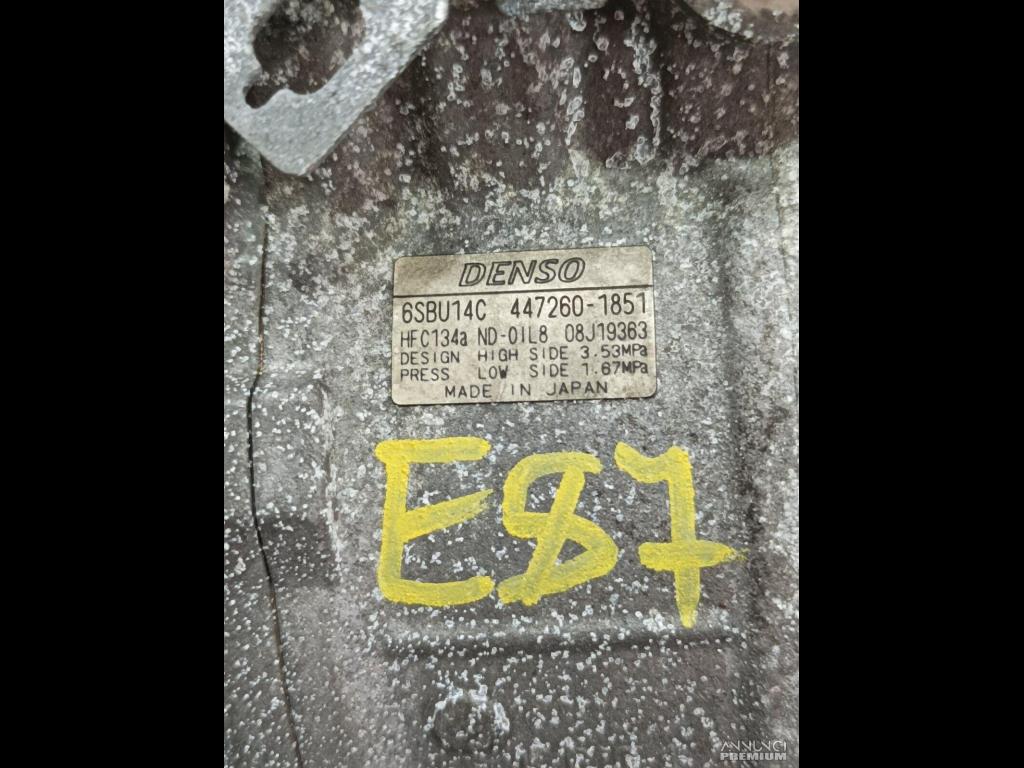 DENSO
6SBU14C 447260-1851
HFC134a ND-OIL8 08J19363
DESIGN HIGH SIDE 3.53MPa
PRESS LOW SIDE 1.67MPa
MADE IN JAPAN
E87
ANNUNCI
PREMIUM